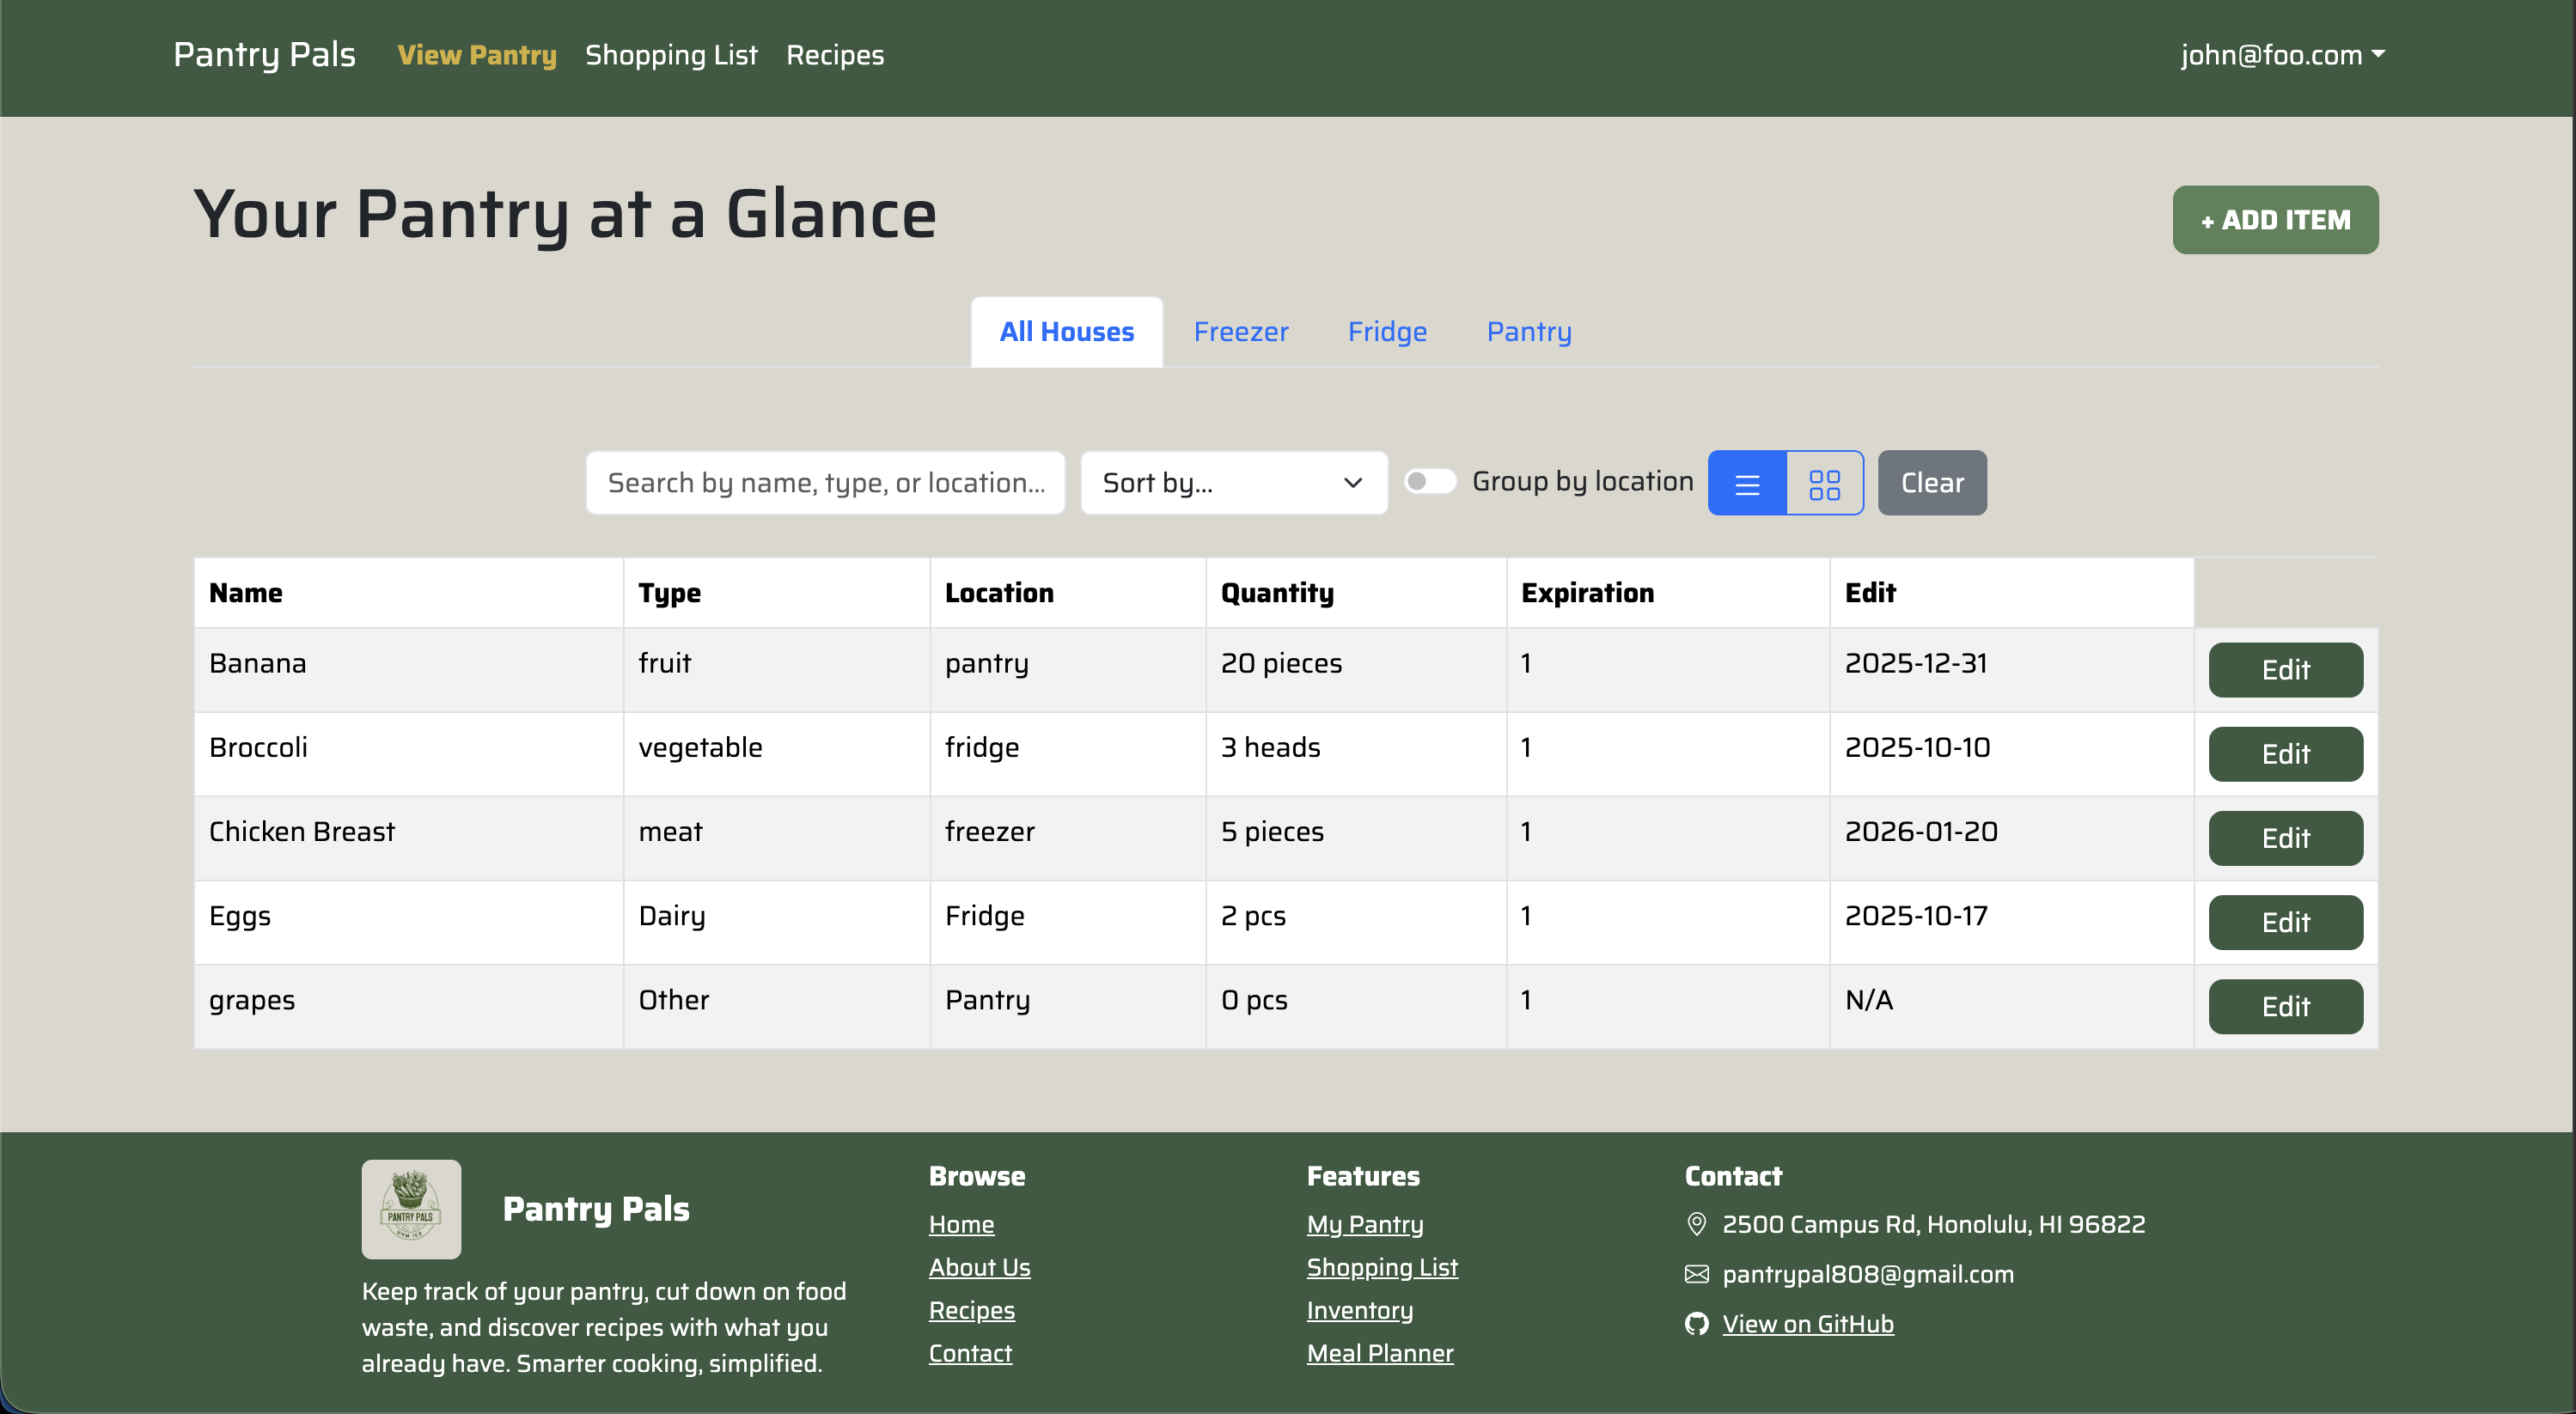 Pantry Pals View Pantry Shopping List Recipes john@foo.com
Your Pantry at a Glance
+ ADD ITEM
All Houses Freezer Fridge Pantry
Search by name, type, or location... Sort by... Group by location Clear
Name Type Location Quantity Expiration Edit
Banana fruit pantry 20 pieces 1 2025-12-31 Edit
Broccoli vegetable fridge 3 heads 1 2025-10-10 Edit
Chicken Breast meat freezer 5 pieces 1 2026-01-20 Edit
Eggs Dairy Fridge 2 pcs 1 2025-10-17 Edit
grapes Other Pantry 0 pcs 1 N/A Edit
PANTRY PALS
UHM ICS
Pantry Pals
Keep track of your pantry, cut down on food
waste, and discover recipes with what you
already have. Smarter cooking, simplified.
Browse
Home
About Us
Recipes
Contact
Features
My Pantry
Shopping List
Inventory
Meal Planner
Contact
2500 Campus Rd, Honolulu, HI 96822
pantrypal808@gmail.com
View on GitHub